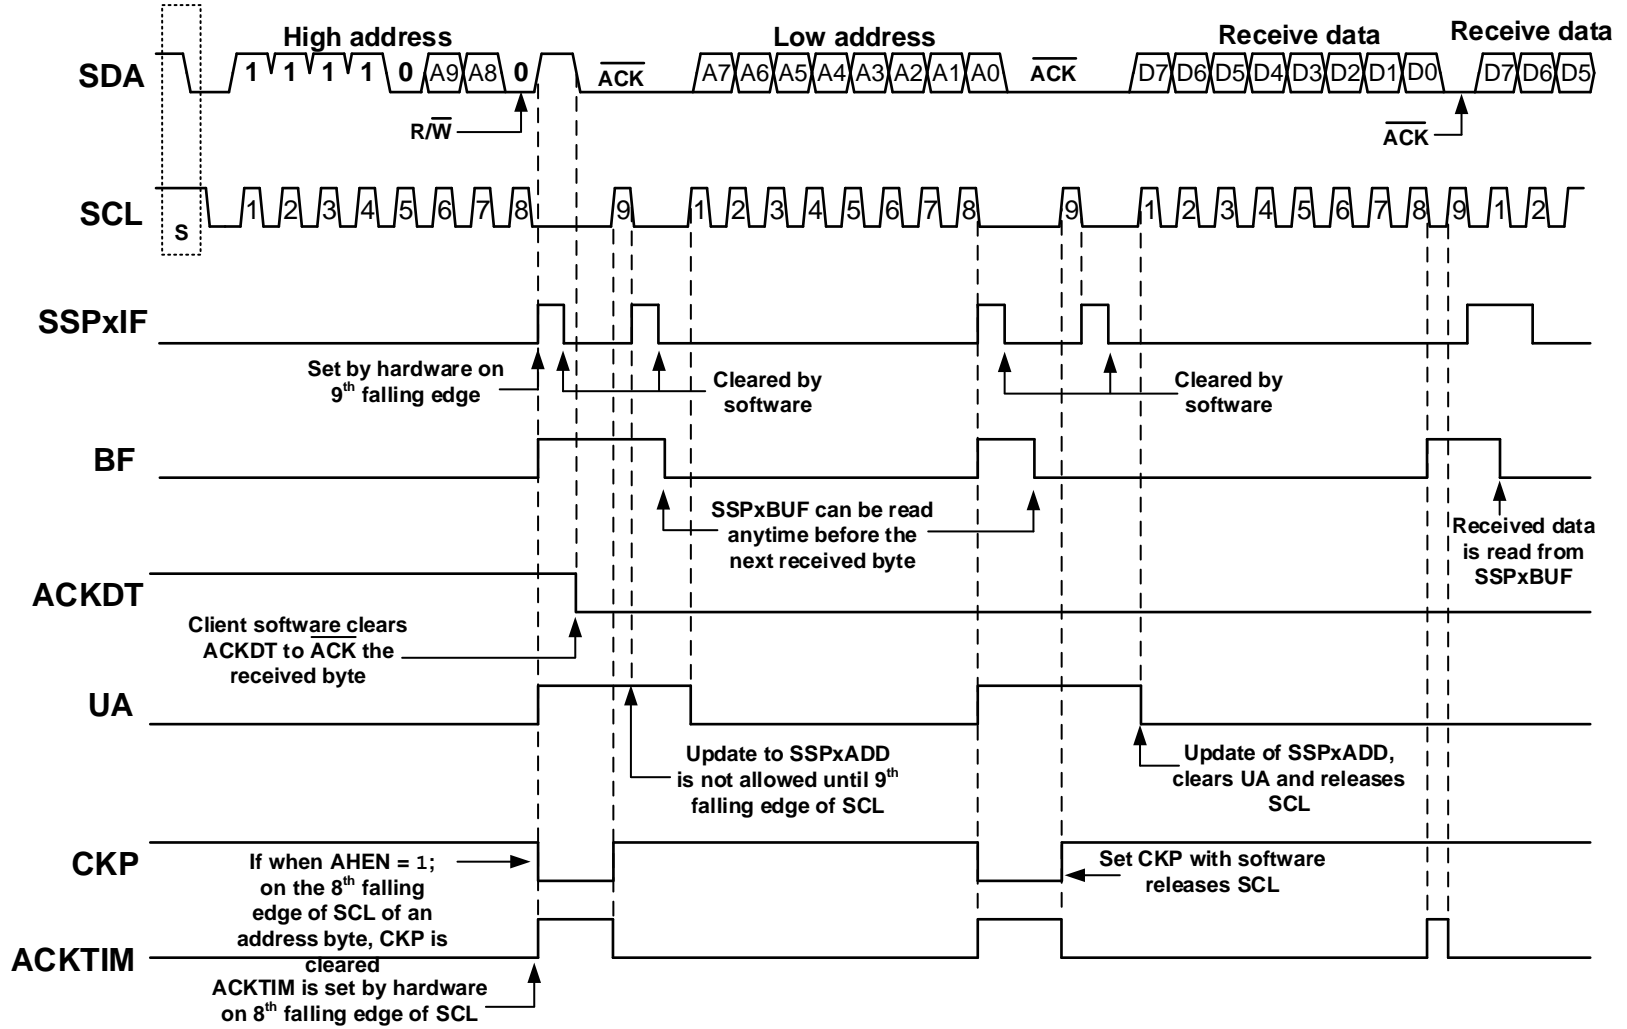 High address
Low address
Receive data
Receive data
SDA
1 1 1 1 0 A9 A8 0
ACK
A7 A6 A5 A4 A3 A2 A1 A0
ACK
D7 D6 D5 D4 D3 D2 D1 D0
D7 D6 D5
R/W
ACK
SCL
S
1 2 3 4 5 6 7 8 9 1 2 3 4 5 6 7 8 9 1 2 3 4 5 6 7 8 9 1 2
SSPxIF
Set by hardware on
9th falling edge
Cleared by
software
Cleared by
software
BF
SSPxBUF can be read
anytime before the
next received byte
Received data
is read from
SSPxBUF
ACKDT
Client software clears
ACKDT to ACK the
received byte
UA
Update to SSPxADD
is not allowed until 9th
falling edge of SCL
Update of SSPxADD,
clears UA and releases
SCL
CKP
If when AHEN = 1;
on the 8th falling
edge of SCL of an
address byte, CKP is
cleared
Set CKP with software
releases SCL
ACKTIM
ACKTIM is set by hardware
on 8th falling edge of SCL